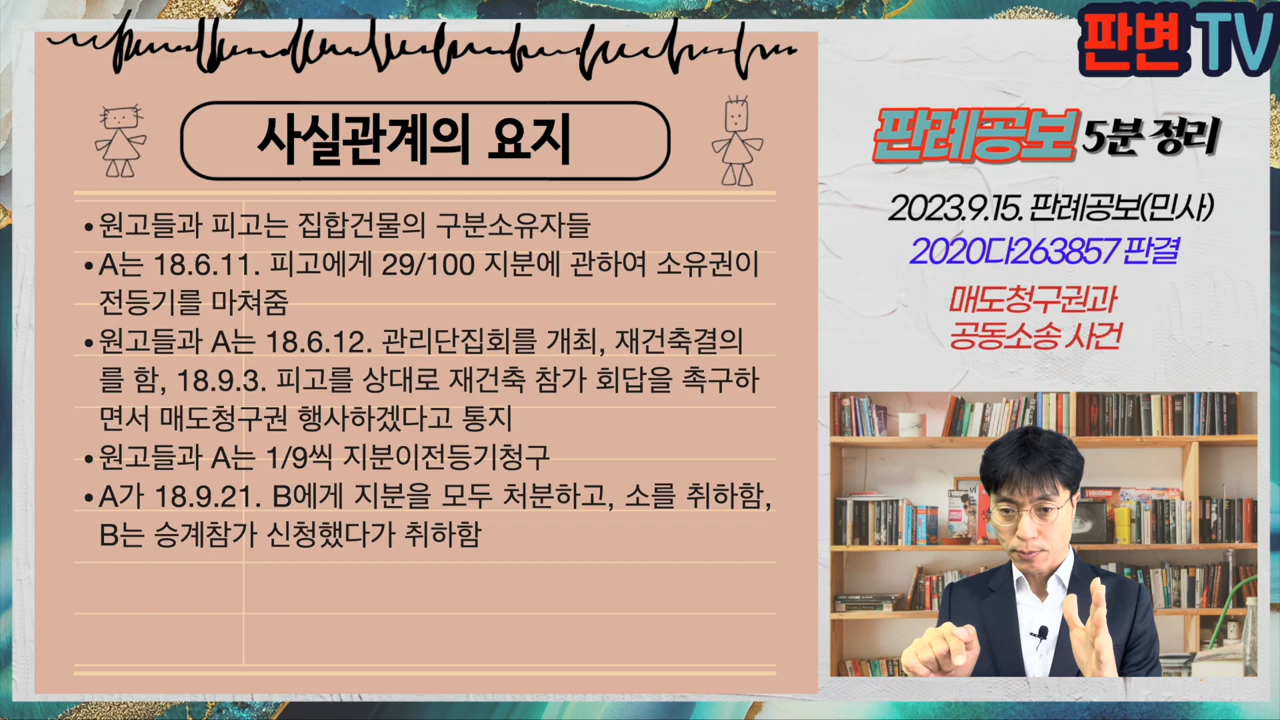 사실관계의 요지
•원고들과 피고는 집합건물의 구분소유자들
•A는 18.6.11. 피고에게 29/100 지분에 관하여 소유권이
전등기를 마쳐줌
•원고들과 A는 18.6.12. 관리단집회를 개최, 재건축결의
를 함, 18.9.3. 피고를 상대로 재건축 참가 회답을 촉구하
면서 매도청구권 행사하겠다고 통지
•원고들과 A는 1/9씩 지분이전등기청구
•A가 18.9.21. B에게 지분을 모두 처분하고, 소를 취하함,
B는 승계참가 신청했다가 취하함
판변 TV
판례공보 5분 정리
2023.9.15. 판례공보(민사)
2020다263857 판결
매도청구권과
공동소송 사건